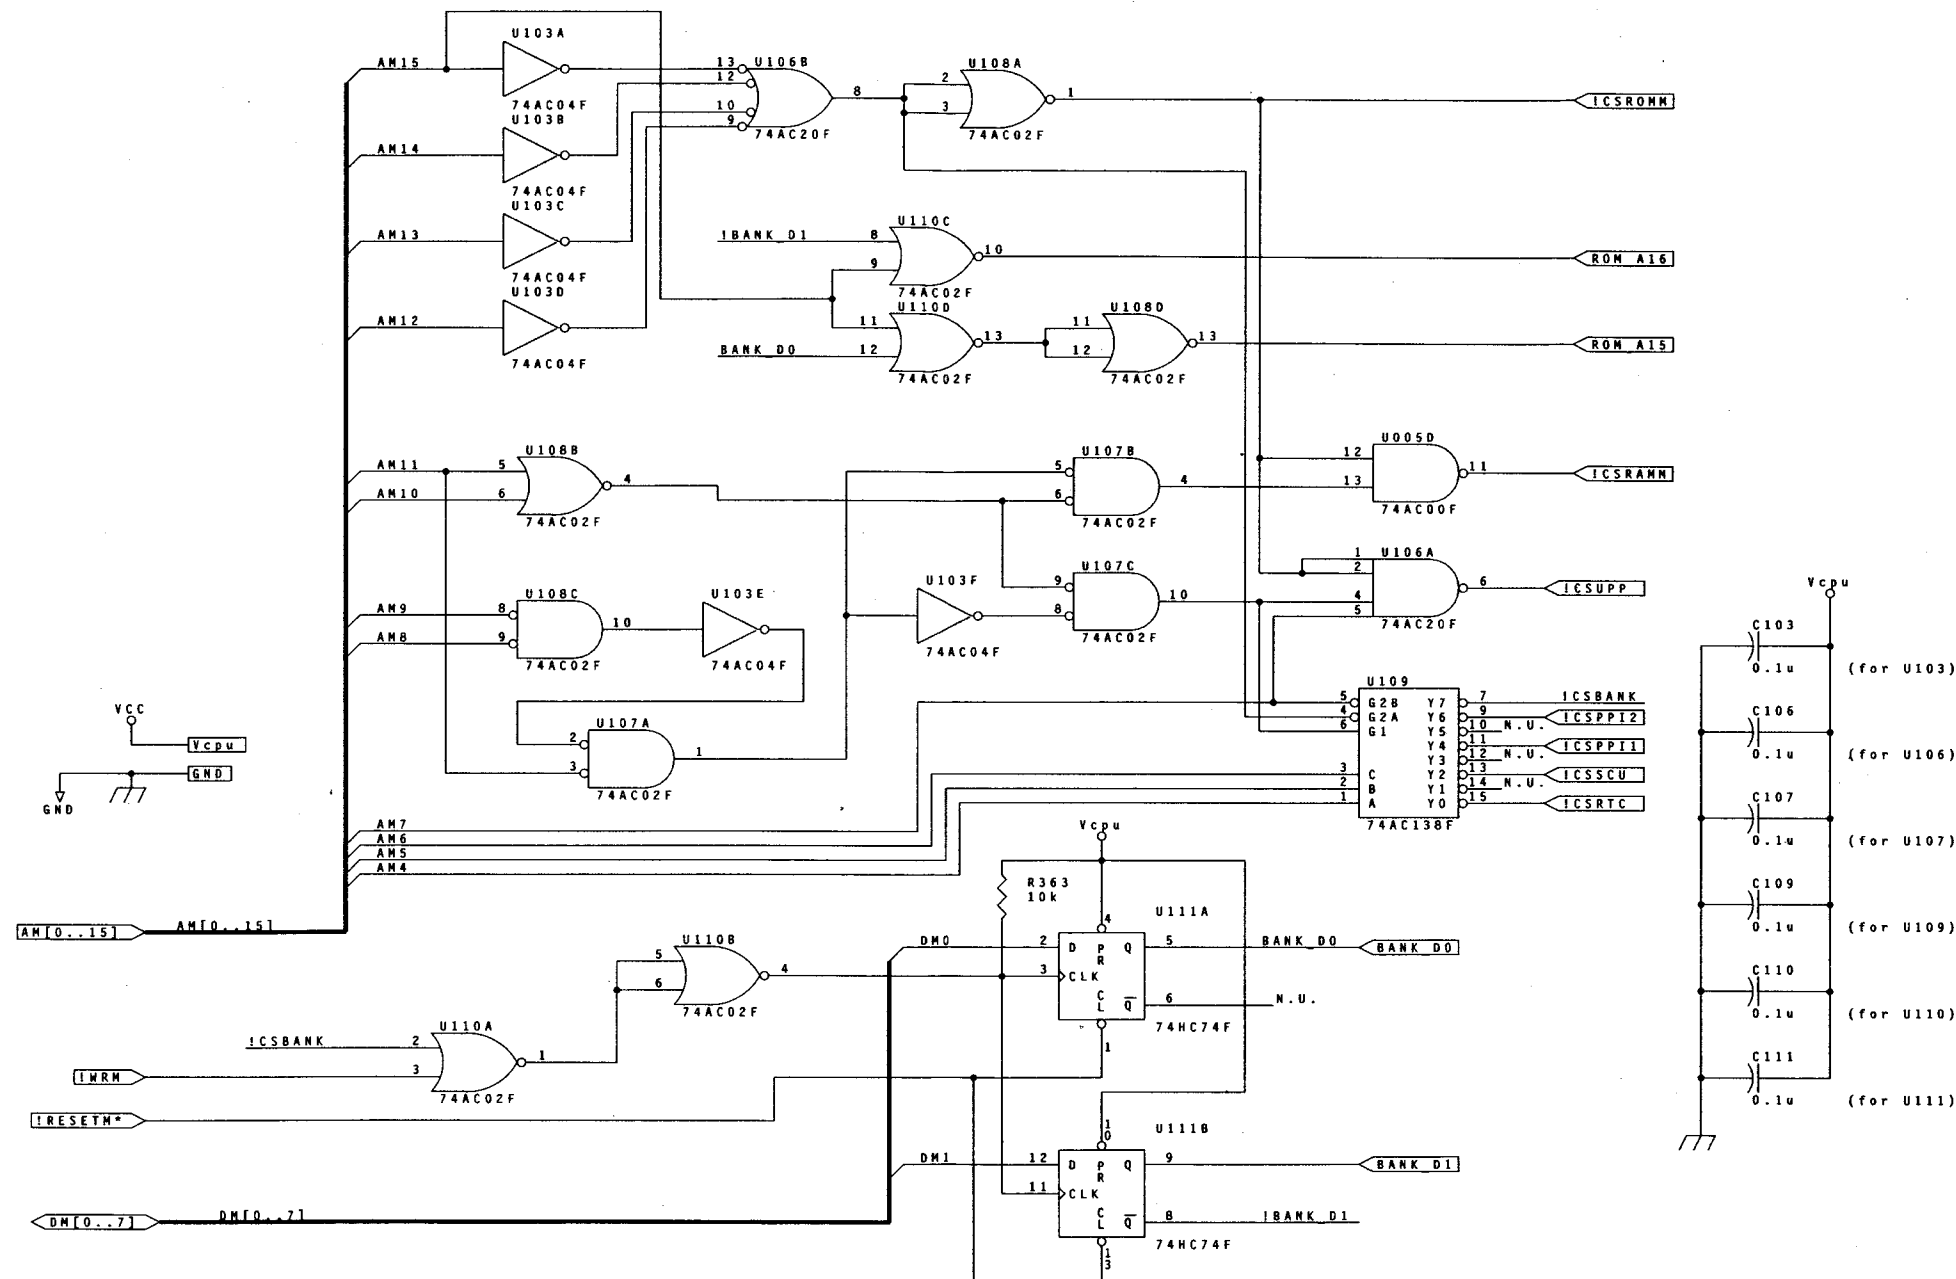 U103A
AM15
13
12
10
9
U106B
8
74AC20F
74AC04F
2
3
U108A
1
74AC02F
!CSROMM
U103B
AM14
74AC04F
U103C
AM13
74AC04F
!BANK_D1
8
9
U110C
10
74AC02F
ROM_A16
U103D
AM12
74AC04F
BANK_D0
11
12
U110D
13
74AC02F
11
12
U108D
13
74AC02F
ROM_A15
AM11
AM10
5
6
U108B
4
74AC02F
5
6
U107B
4
74AC02F
12
13
U005D
11
74AC00F
!CSRAMM
AM9
AM8
8
9
U108C
10
74AC02F
U103E
74AC04F
U103F
74AC04F
9
8
U107C
10
74AC02F
1
2
4
5
U106A
6
74AC20F
!CSUPP
2
3
U107A
1
74AC02F
U109
5 G2B Y7 7 !CSBANK
4 G2A Y6 9 !CSPPI2
6 G1 Y5 10 N.U.
Y4 11 !CSPPI1
Y3 12 N.U.
3 C Y2 13 !CSSCU
2 B Y1 14 N.U.
1 A Y0 15 !CSRTC
74AC138F
VCC
Vcpu
GND
GND
AM7
AM6
AM5
AM4
AM[0..15]
AM[0..15]
Vcpu
R363
10k
U111A
4
DM0
2 D PR Q 5 BANK_D0
BANK_D0
3 CLK
CL Q 6 N.U.
1
74HC74F
5
6
U110B
4
74AC02F
!CSBANK
!WRM
2
3
U110A
1
74AC02F
!RESETM*
U111B
10
DM1
12 D PR Q 9
BANK_D1
11 CLK
CL Q 8 !BANK_D1
13
74HC74F
DM[0..7]
DM[0..7]
Vcpu
C103
0.1u
(for U103)
C106
0.1u
(for U106)
C107
0.1u
(for U107)
C109
0.1u
(for U109)
C110
0.1u
(for U110)
C111
0.1u
(for U111)